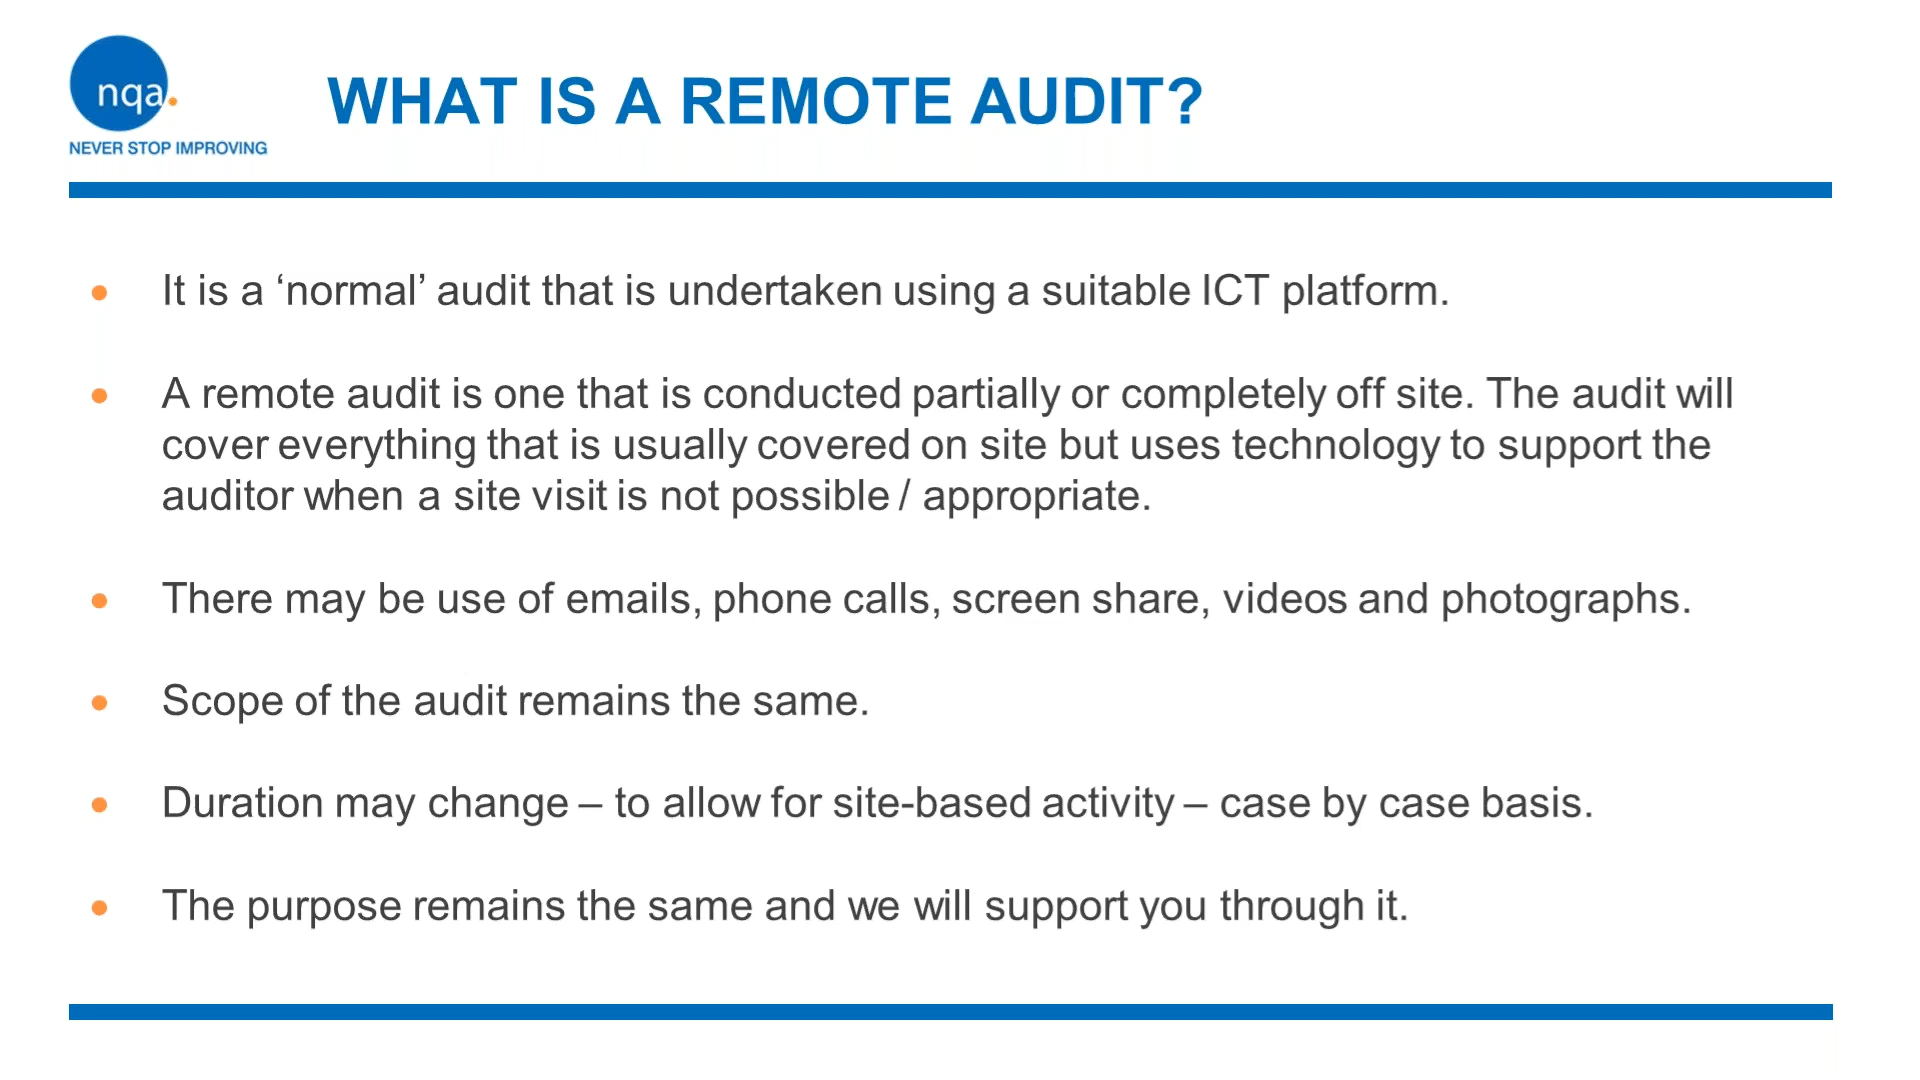 nqa.
NEVER STOP IMPROVING
WHAT IS A REMOTE AUDIT?
It is a ‘normal’ audit that is undertaken using a suitable ICT platform.
A remote audit is one that is conducted partially or completely off site. The audit will
cover everything that is usually covered on site but uses technology to support the
auditor when a site visit is not possible / appropriate.
There may be use of emails, phone calls, screen share, videos and photographs.
Scope of the audit remains the same.
Duration may change – to allow for site-based activity – case by case basis.
The purpose remains the same and we will support you through it.